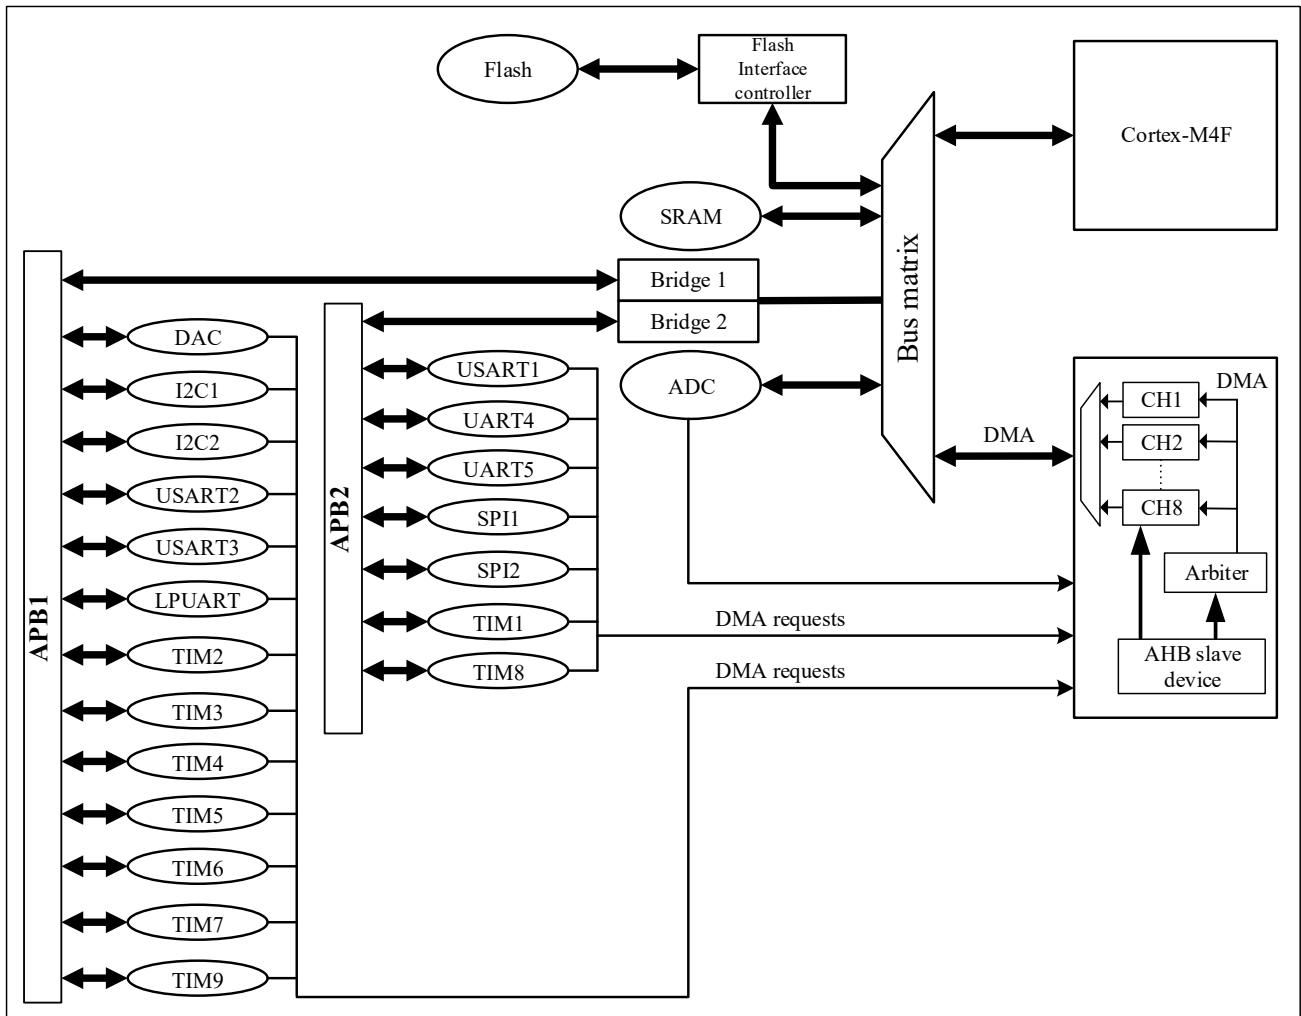 Flash
Flash
Interface
controller
Cortex-M4F
SRAM
Bus matrix
Bridge 1
Bridge 2
ADC
DMA
APB1
DAC
I2C1
I2C2
USART2
USART3
LPUART
TIM2
TIM3
TIM4
TIM5
TIM6
TIM7
TIM9
APB2
USART1
UART4
UART5
SPI1
SPI2
TIM1
TIM8
DMA requests
DMA requests
DMA
CH1
CH2
CH8
Arbiter
AHB slave
device